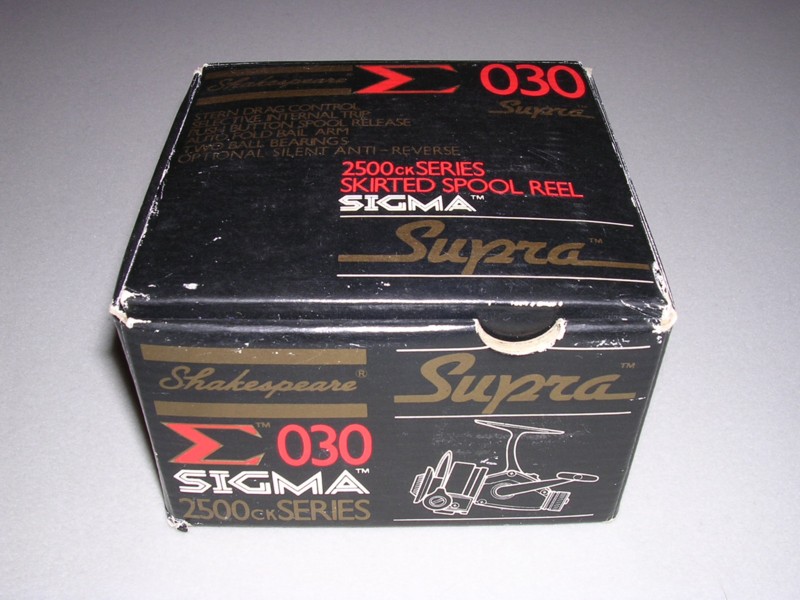 Shakespeare
Σ 030
Supra
STERN DRAG CONTROL
SELECTIVE INTERNAL TRIP
PUSH BUTTON SPOOL RELEASE
AUTO FOLD BAIL ARM
TWO BALL BEARINGS
OPTIONAL SILENT ANTI-REVERSE
2500CK SERIES
SKIRTED SPOOL REEL
SIGMA™
Supra™
Shakespeare®
Σ™ 030
SIGMA™
2500CK SERIES
Supra™